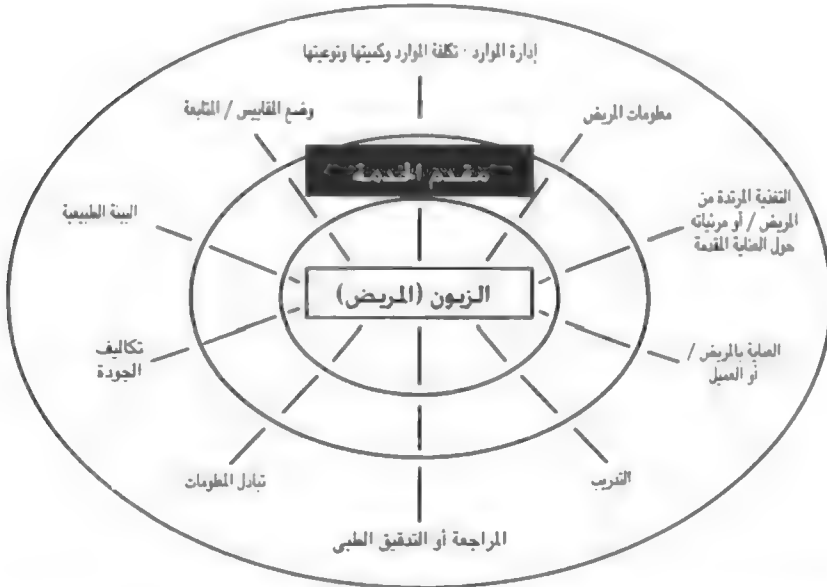 إدارة الموارد - تكلفة الموارد وكميتها ونوعيتها
معلومات المريض
وضع المقاييس / المتابعة
مقدم الخدمة
التغذية المرتدة من
المريض / أو مرئياته
حول العناية المقدمة
البيئة الطبيعية
الزبون (المريض)
العناية بالمريض /
أو العميل
تكاليف
الجودة
التدريب
تبادل المعلومات
المراجعة أو التدقيق الطبى